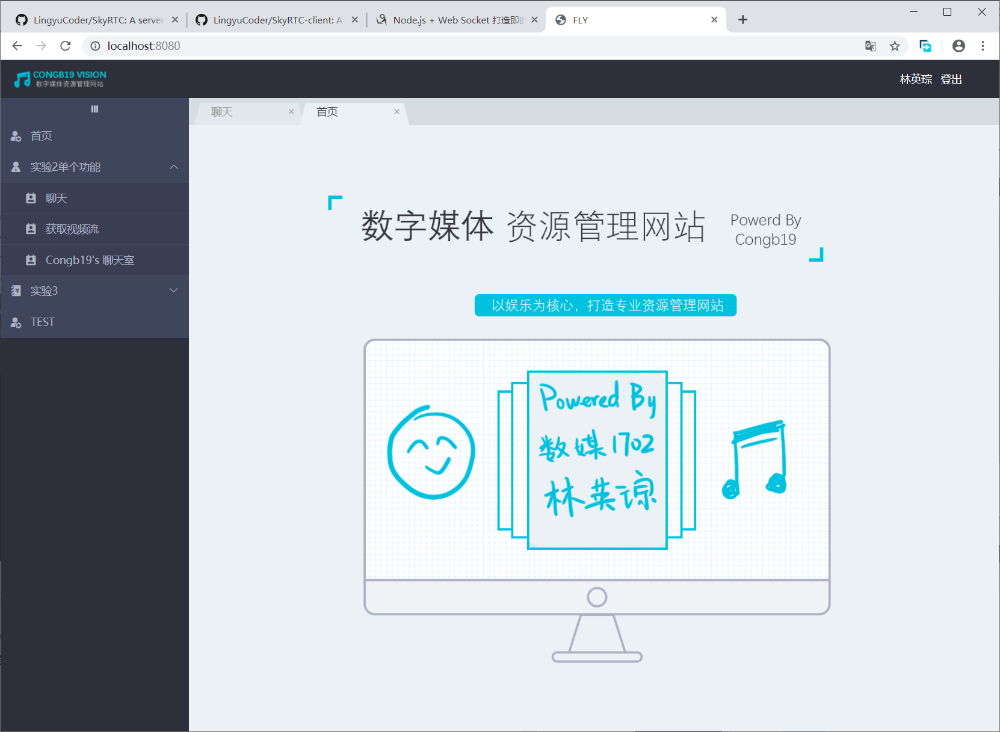 LingyuCoder/SkyRTC: A server
LingyuCoder/SkyRTC-client: A
Node.js + Web Socket 打造即时
FLY
localhost:8080
CONGB19 VISION
数字媒体资源管理网站
林英琮 登出
聊天
首页
首页
实验2单个功能
聊天
获取视频流
Congb19's 聊天室
实验3
TEST
数字媒体 资源管理网站
Powerd By
Congb19
以娱乐为核心，打造专业资源管理网站
Powered By
数媒1702
林英琮